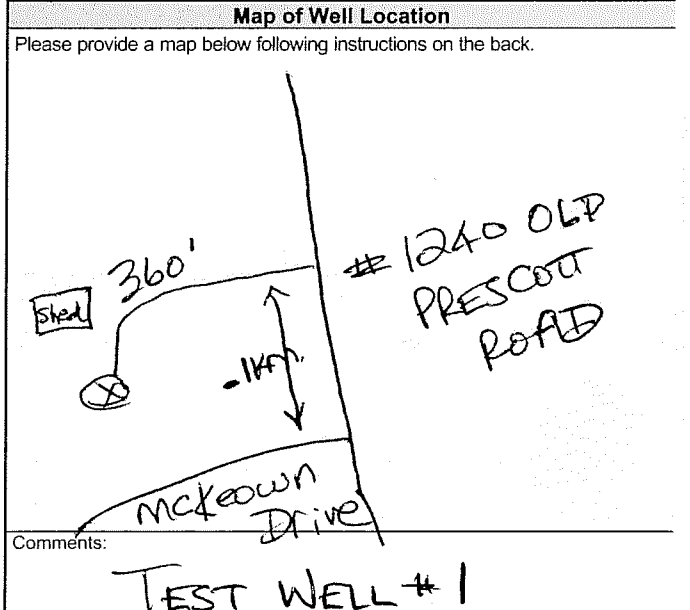 Map of Well Location
Please provide a map below following instructions on the back.
360'
Shed
# 1240 OLD
PRESCOTT
ROAD
.1km.
McKeown
Drive
Comments:
TEST WELL # 1